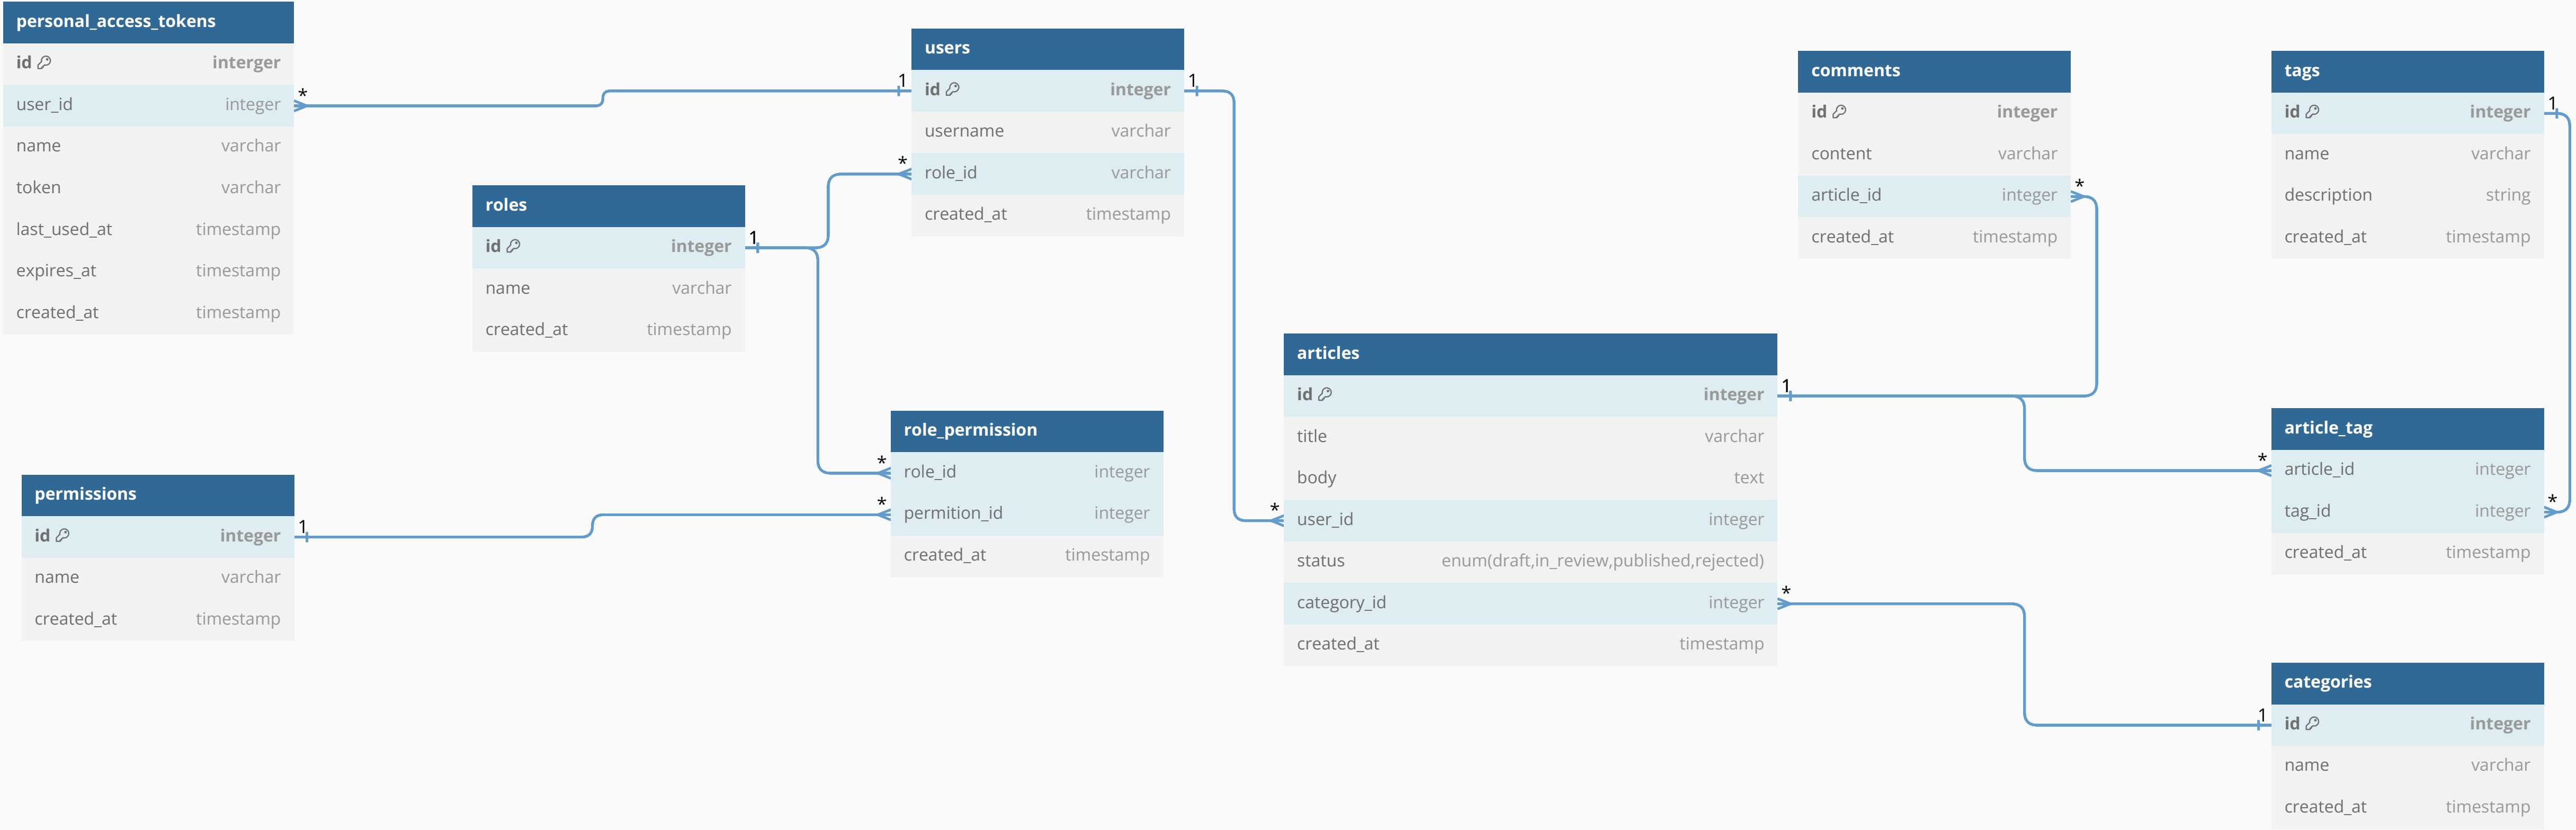 personal_access_tokens
id interger
user_id integer
name varchar
token varchar
last_used_at timestamp
expires_at timestamp
created_at timestamp
*
1
users
id integer
username varchar
role_id varchar
created_at timestamp
1
*
roles
id integer
name varchar
created_at timestamp
1
permissions
id integer
name varchar
created_at timestamp
1
role_permission
role_id integer
permition_id integer
created_at timestamp
*
*
articles
id integer
title varchar
body text
user_id integer
status enum(draft,in_review,published,rejected)
category_id integer
created_at timestamp
1
*
*
comments
id integer
content varchar
article_id integer
created_at timestamp
*
tags
id integer
name varchar
description string
created_at timestamp
1
article_tag
article_id integer
tag_id integer
created_at timestamp
*
*
categories
id integer
name varchar
created_at timestamp
1